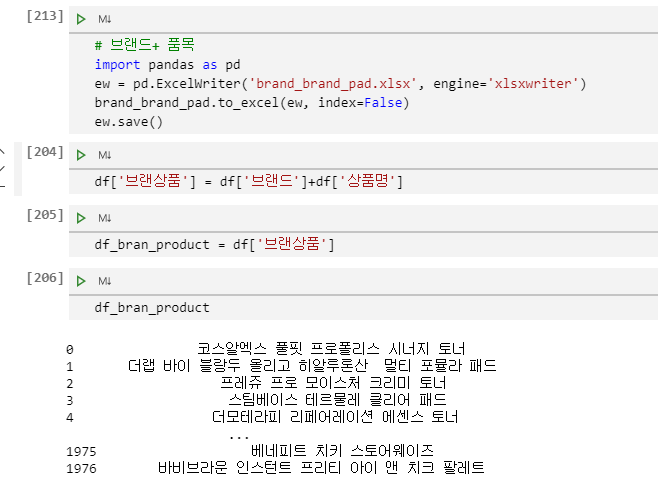 [213] M↓
# 브랜드+ 품목
import pandas as pd
ew = pd.ExcelWriter('brand_brand_pad.xlsx', engine='xlsxwriter')
brand_brand_pad.to_excel(ew, index=False)
ew.save()
[204] M↓
df['브랜상품'] = df['브랜드']+df['상품명']
[205] M↓
df_bran_product = df['브랜상품']
[206] M↓
df_bran_product
0 코스알엑스 풀핏 프로폴리스 시너지 토너
1 더랩 바이 블랑두 올리고 히알루론산 멀티 포뮬라 패드
2 프레쥬 프로 모이스쳐 크리미 토너
3 스팀베이스 테르물레 클리어 패드
4 더모테라피 리페어레이션 에센스 토너
...
1975 베네피트 치키 스토어웨이즈
1976 바비브라운 인스턴트 프리티 아이 앤 치크 팔레트